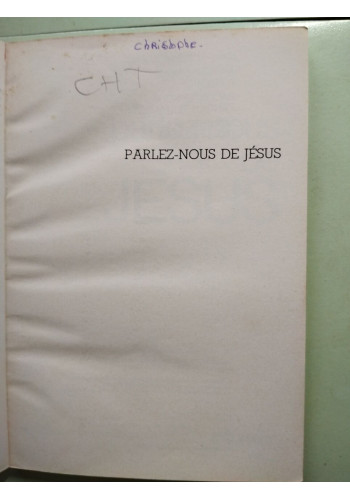 Christophe.
CHT
PARLEZ-NOUS DE JÉSUS